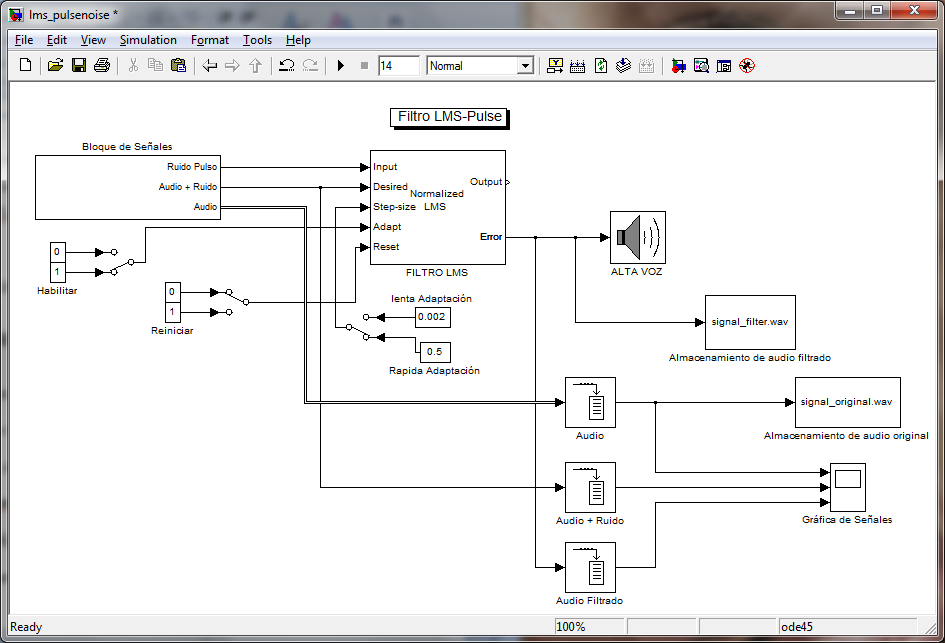 lms_pulsenoise *
File Edit View Simulation Format Tools Help
14
Normal
Filtro LMS-Pulse
Bloque de Señales
Ruido Pulso
Audio + Ruido
Audio
Input
Desired
Step-size
Adapt
Reset
Normalized
LMS
Output
Error
FILTRO LMS
0
1
Habilitar
0
1
Reiniciar
lenta Adaptación
0.002
0.5
Rapida Adaptación
ALTA VOZ
signal_filter.wav
Almacenamiento de audio filtrado
Audio
signal_original.wav
Almacenamiento de audio original
Audio + Ruido
Gráfica de Señales
Audio Filtrado
Ready
100%
ode45